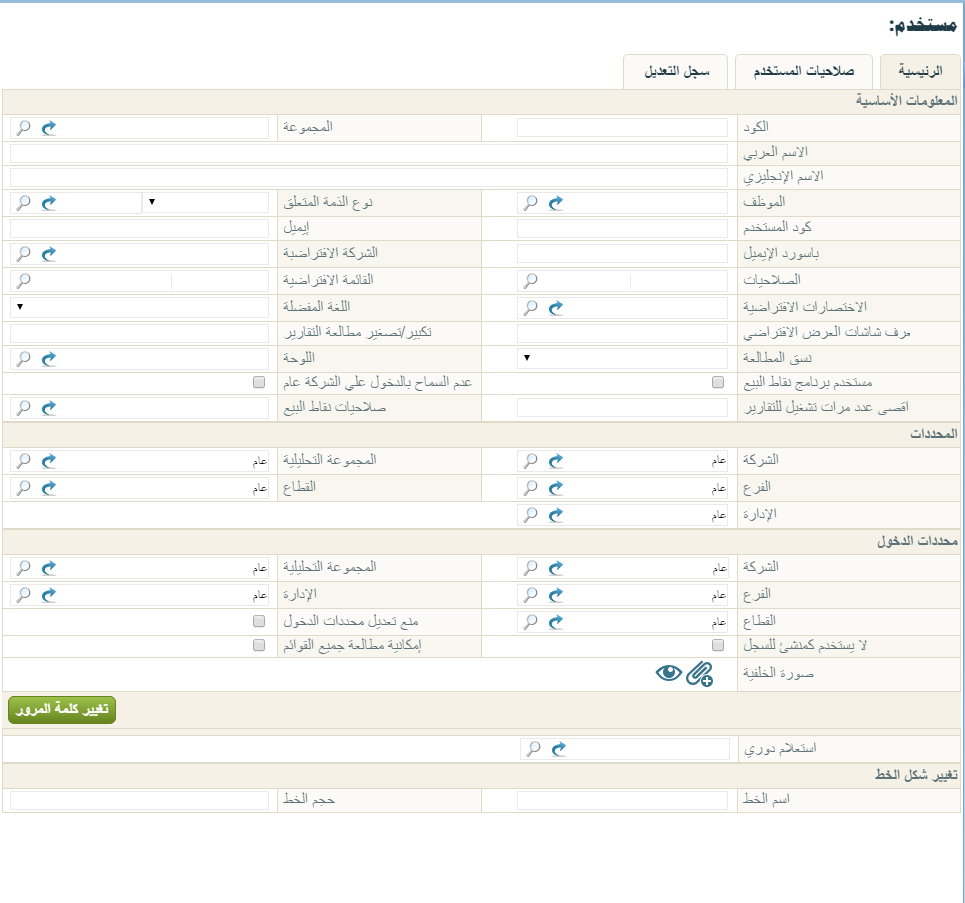 مستخدم:
الرئيسية صلاحيات المستخدم سجل التعديل
المعلومات الأساسية
الكود المجموعة
الاسم العربي
الاسم الإنجليزي
الموظف نوع الذمة المتعلق
كود المستخدم إيميل
باسورد الإيميل الشركة الافتراضية
الصلاحيات القائمة الافتراضية
الاختصارات الافتراضية اللغة المفضلة
عرف شاشات العرض الافتراضي تكبير/تصغير مطالعة التقارير
نسق المطالعة اللوحة
مستخدم برنامج نقاط البيع عدم السماح بالدخول علي الشركة عام
اقصى عدد مرات تشغيل للتقارير صلاحيات نقاط البيع
المحددات
الشركة عام المجموعة التحليلية عام
الفرع عام القطاع عام
الإدارة عام
محددات الدخول
الشركة عام المجموعة التحليلية عام
الفرع عام الإدارة عام
القطاع عام منع تعديل محددات الدخول
لا يستخدم كمنشئ للسجل إمكانية مطالعة جميع القوائم
صورة الخلفية
تغيير كلمة المرور
استعلام دوري
تغيير شكل الخط
اسم الخط حجم الخط